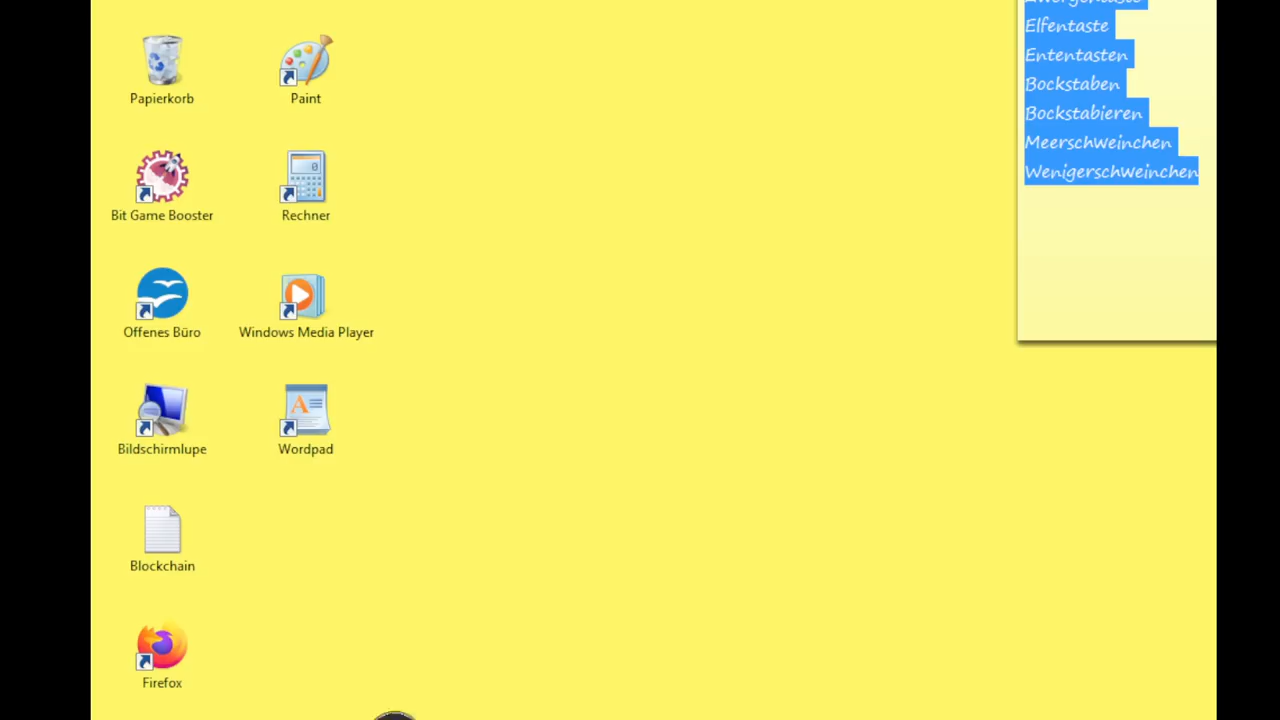 Papierkorb
Paint
Bit Game Booster
Rechner
Offenes Büro
Windows Media Player
Bildschirmlupe
Wordpad
Blockchain
Firefox
Elfentaste
Ententasten
Bockstaben
Bockstabieren
Meerschweinchen
Wenigerschweinchen